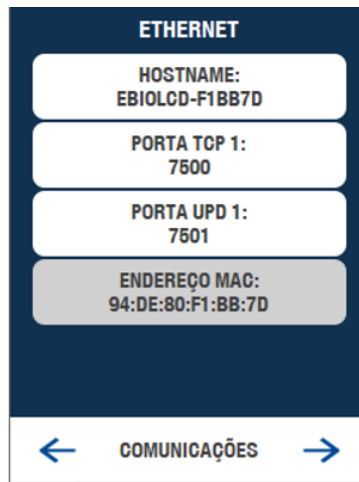 ETHERNET
HOSTNAME:
EBIOLCD-F1BB7D
PORTA TCP 1:
7500
PORTA UPD 1:
7501
ENDEREÇO MAC:
94:DE:80:F1:BB:7D
COMUNICAÇÕES